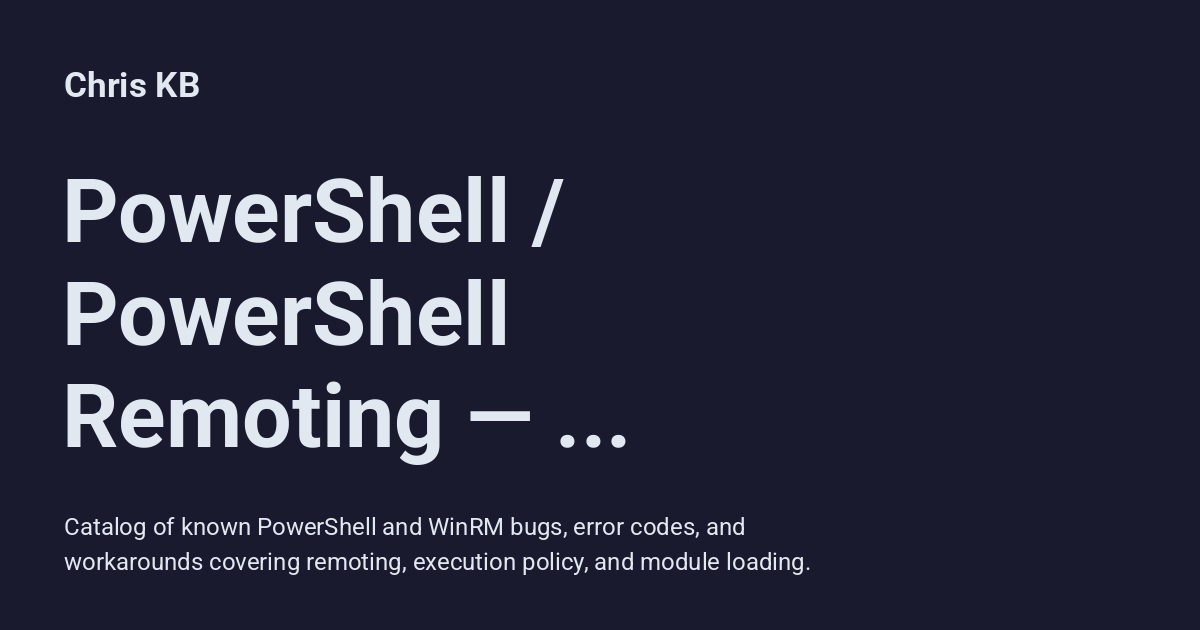 Chris KB
PowerShell /
PowerShell
Remoting — ...
Catalog of known PowerShell and WinRM bugs, error codes, and
workarounds covering remoting, execution policy, and module loading.